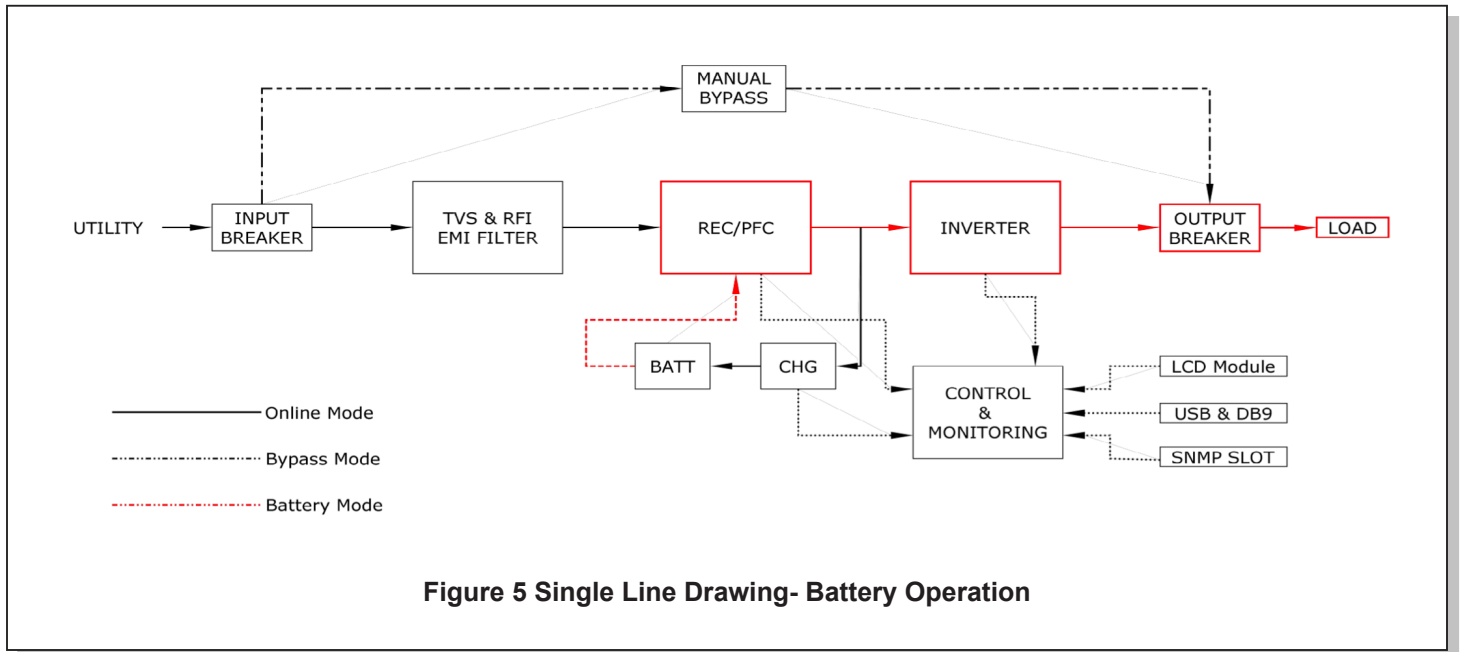 MANUAL
BYPASS
UTILITY
INPUT
BREAKER
TVS & RFI
EMI FILTER
REC/PFC
INVERTER
OUTPUT
BREAKER
LOAD
BATT
CHG
CONTROL
&
MONITORING
LCD Module
USB & DB9
SNMP SLOT
Online Mode
Bypass Mode
Battery Mode
Figure 5 Single Line Drawing- Battery Operation